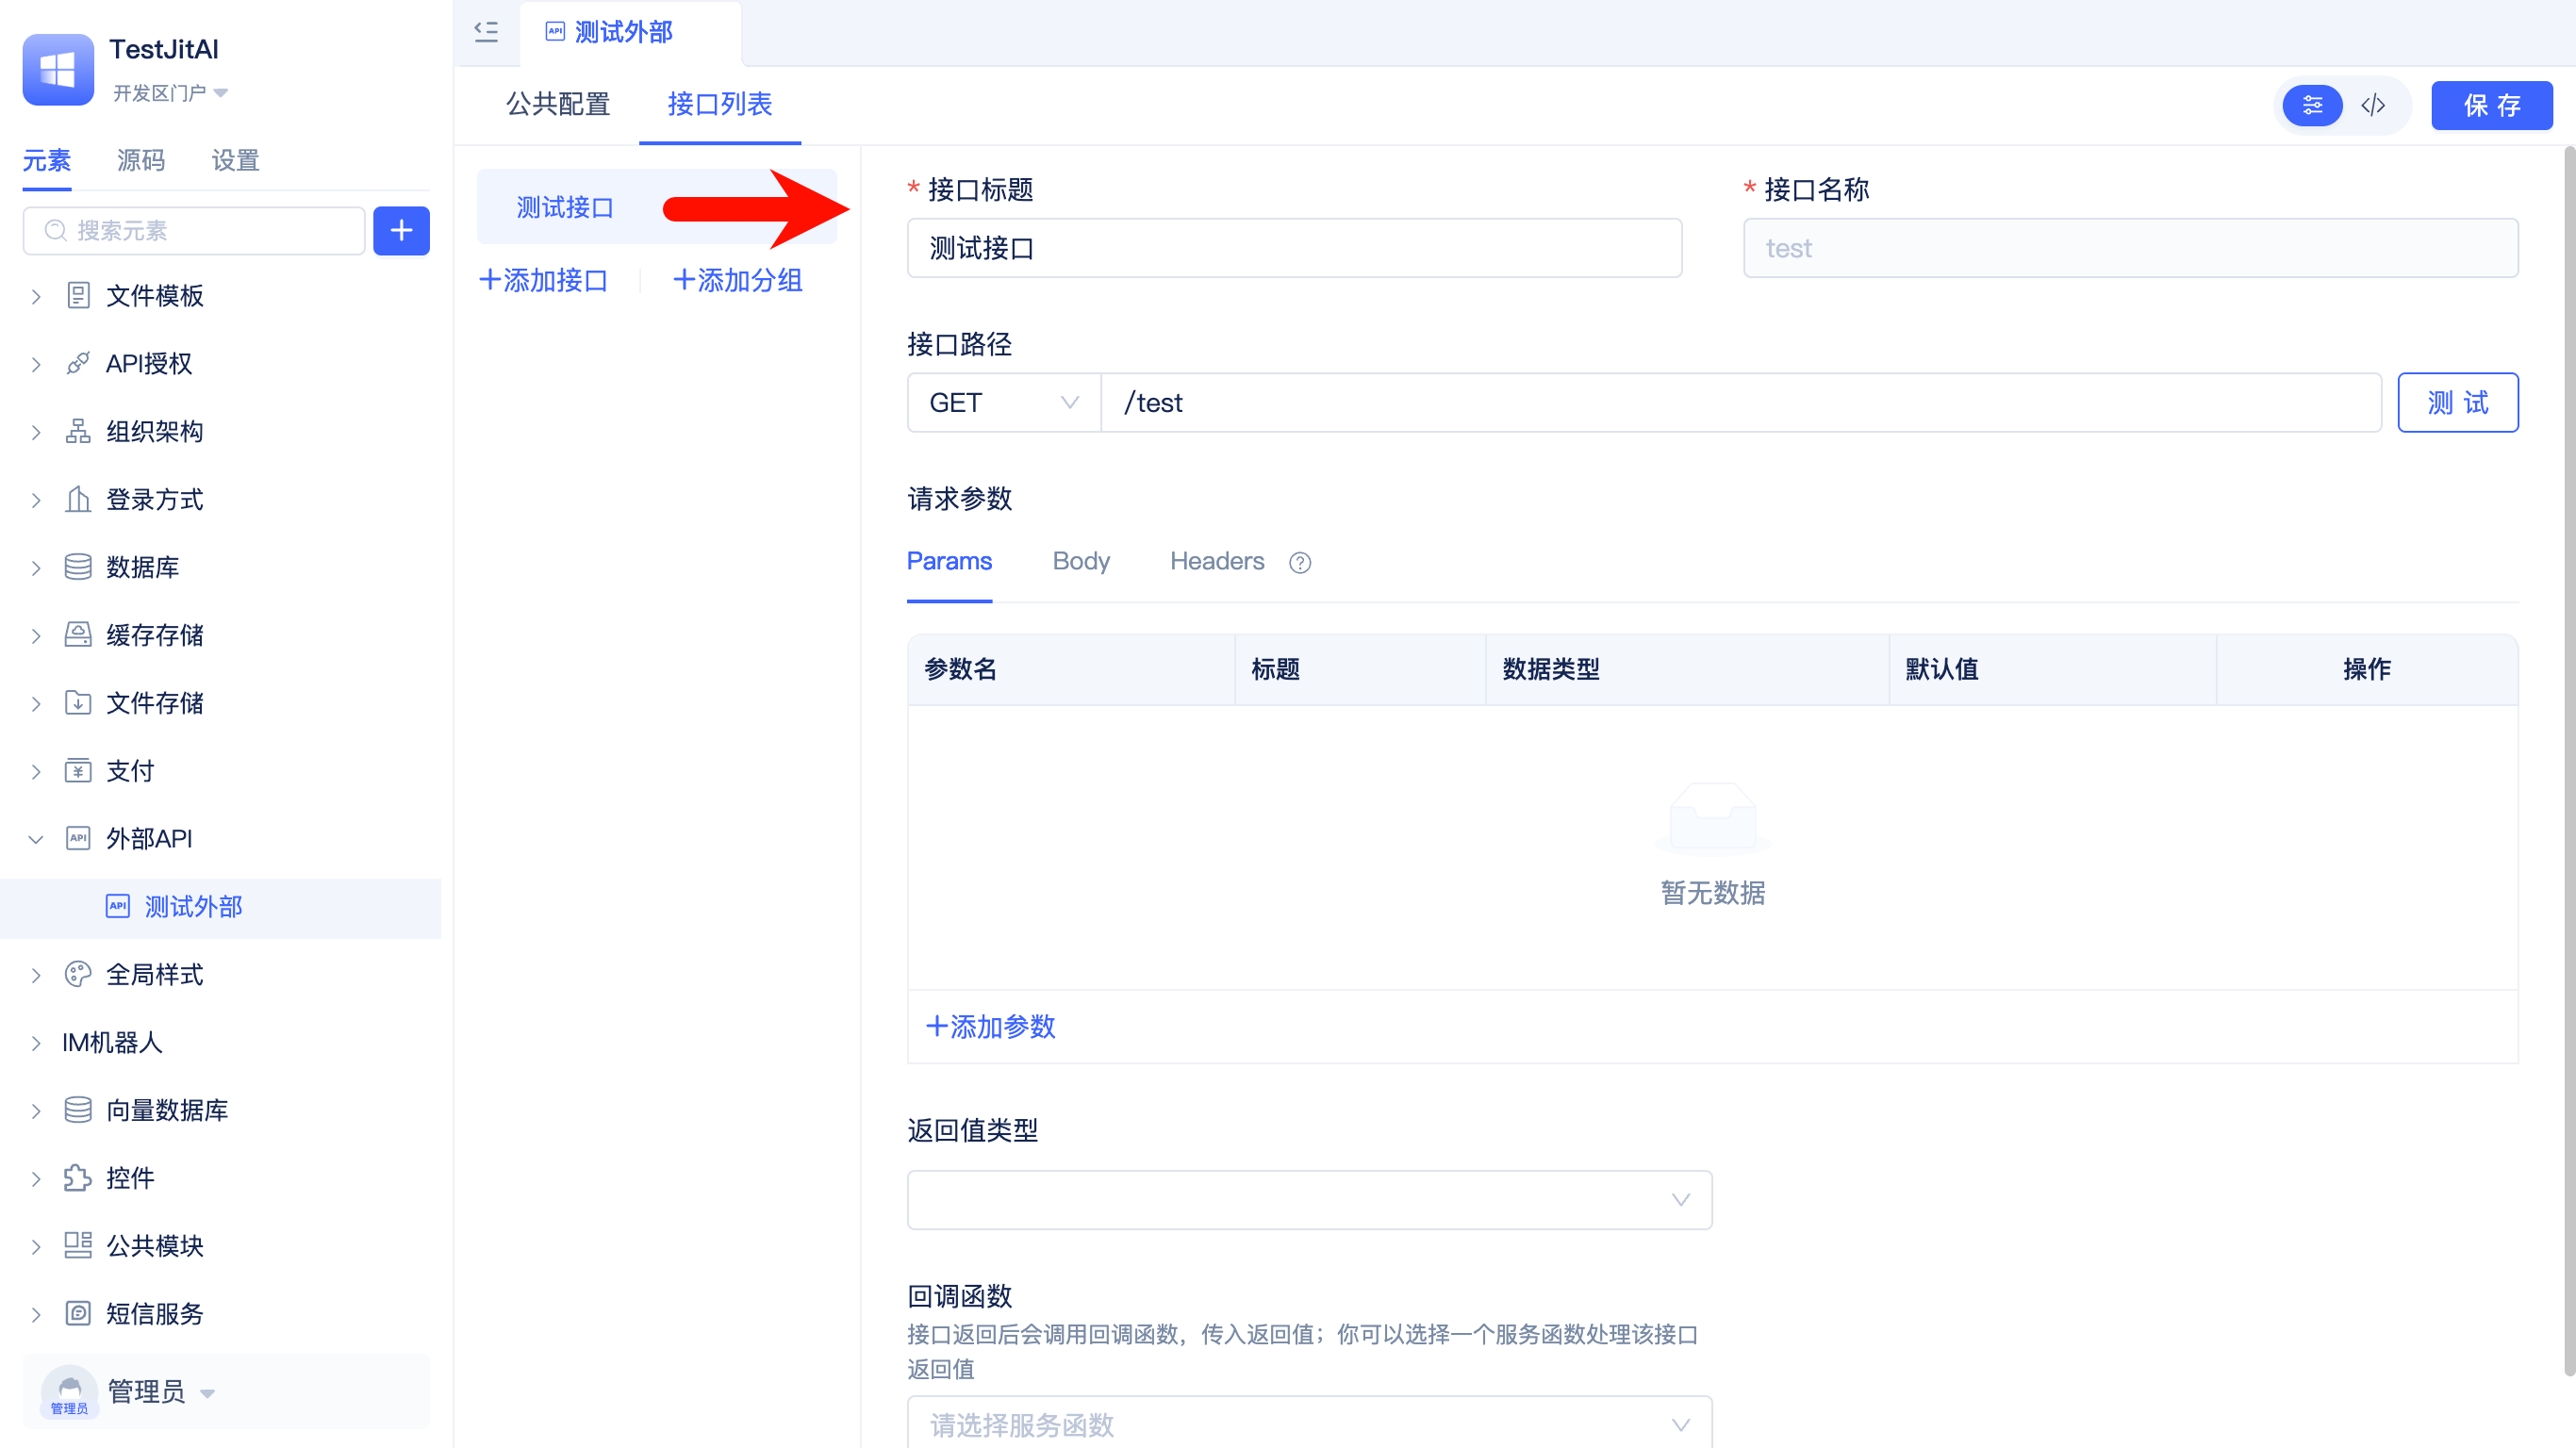 TestJitAI
开发区门户
元素
源码
设置
搜索元素
文件模板
API授权
组织架构
登录方式
数据库
缓存存储
文件存储
支付
外部API
测试外部
全局样式
IM机器人
向量数据库
控件
公共模块
短信服务
管理员
管理员
测试外部
公共配置
接口列表
保 存
测试接口
添加接口
添加分组
* 接口标题
* 接口名称
测试接口
test
接口路径
GET
/test
测 试
请求参数
Params
Body
Headers
参数名
标题
数据类型
默认值
操作
暂无数据
添加参数
返回值类型
回调函数
接口返回后会调用回调函数，传入返回值；你可以选择一个服务函数处理该接口
返回值
请选择服务函数